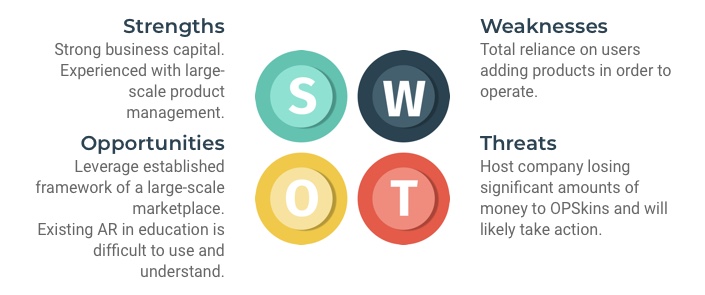 Strengths
Strong business capital.
Experienced with large-
scale product
management.
Opportunities
Leverage established
framework of a large-scale
marketplace.
Existing AR in education is
difficult to use and
understand.
S
W
O
T
Weaknesses
Total reliance on users
adding products in order to
operate.
Threats
Host company losing
significant amounts of
money to OPSkins and will
likely take action.